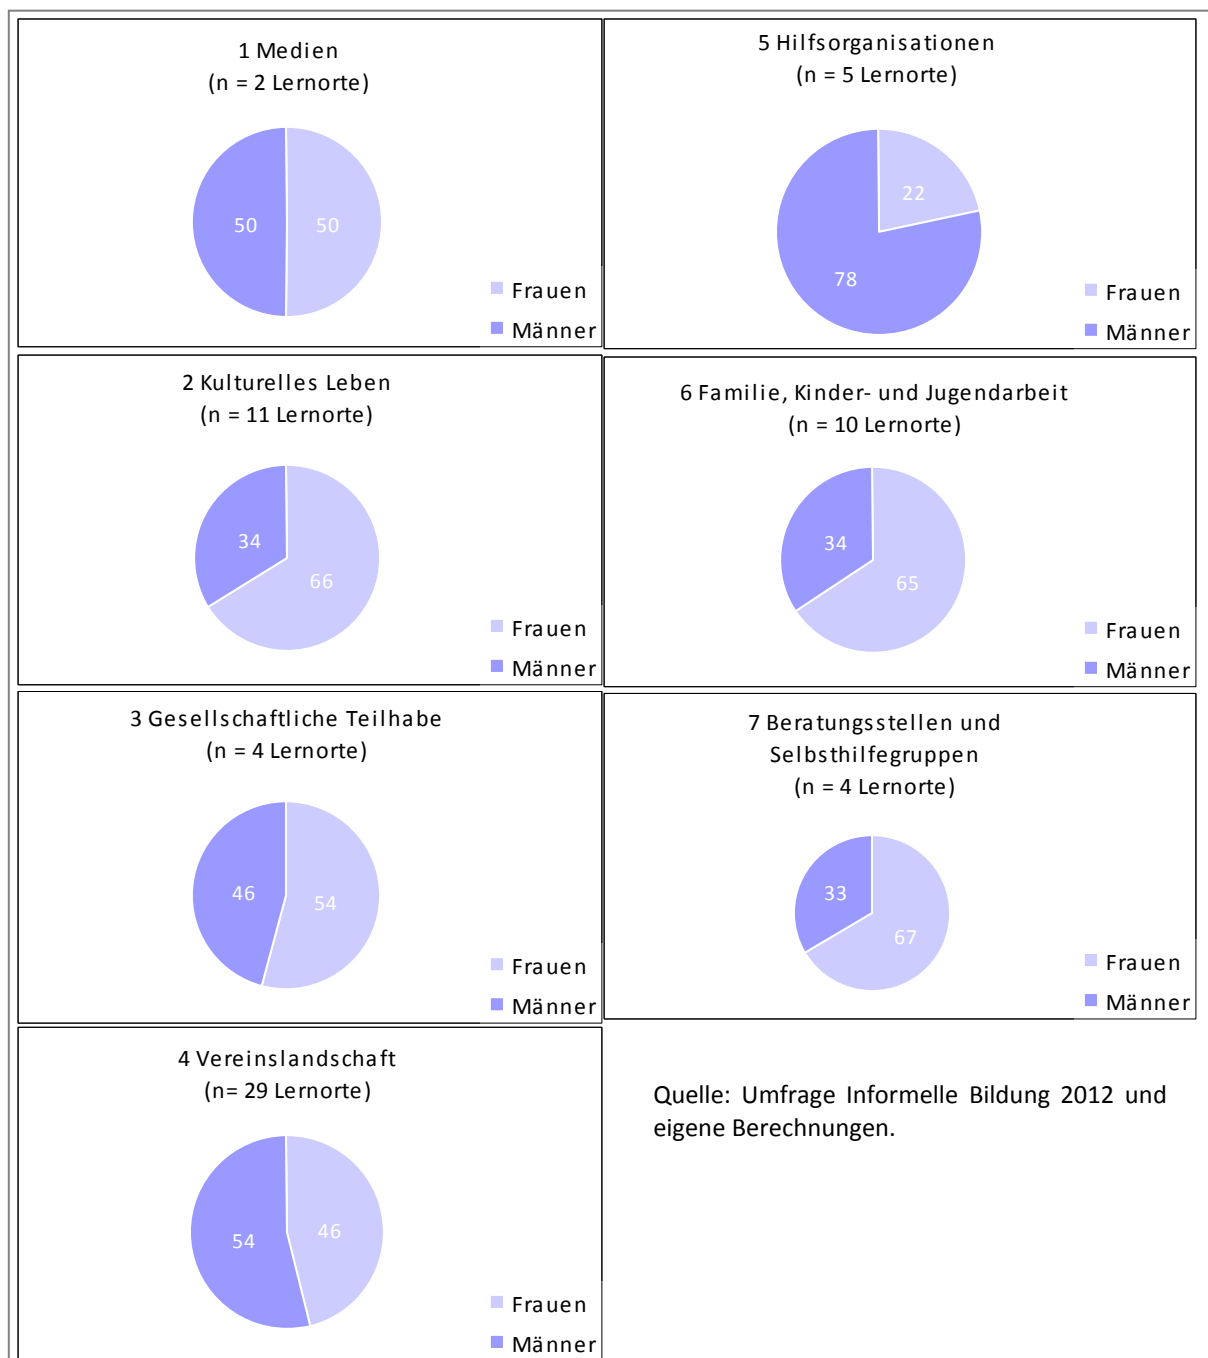 1 Medien
(n = 2 Lernorte)
50
50
Frauen
Männer
2 Kulturelles Leben
(n = 11 Lernorte)
34
66
Frauen
Männer
3 Gesellschaftliche Teilhabe
(n = 4 Lernorte)
46
54
Frauen
Männer
4 Vereinslandschaft
(n= 29 Lernorte)
54
46
Frauen
Männer
5 Hilfsorganisationen
(n = 5 Lernorte)
22
78
Frauen
Männer
6 Familie, Kinder- und Jugendarbeit
(n = 10 Lernorte)
34
65
Frauen
Männer
7 Beratungsstellen und
Selbsthilfegruppen
(n = 4 Lernorte)
33
67
Frauen
Männer
Quelle: Umfrage Informelle Bildung 2012 und
eigene Berechnungen.